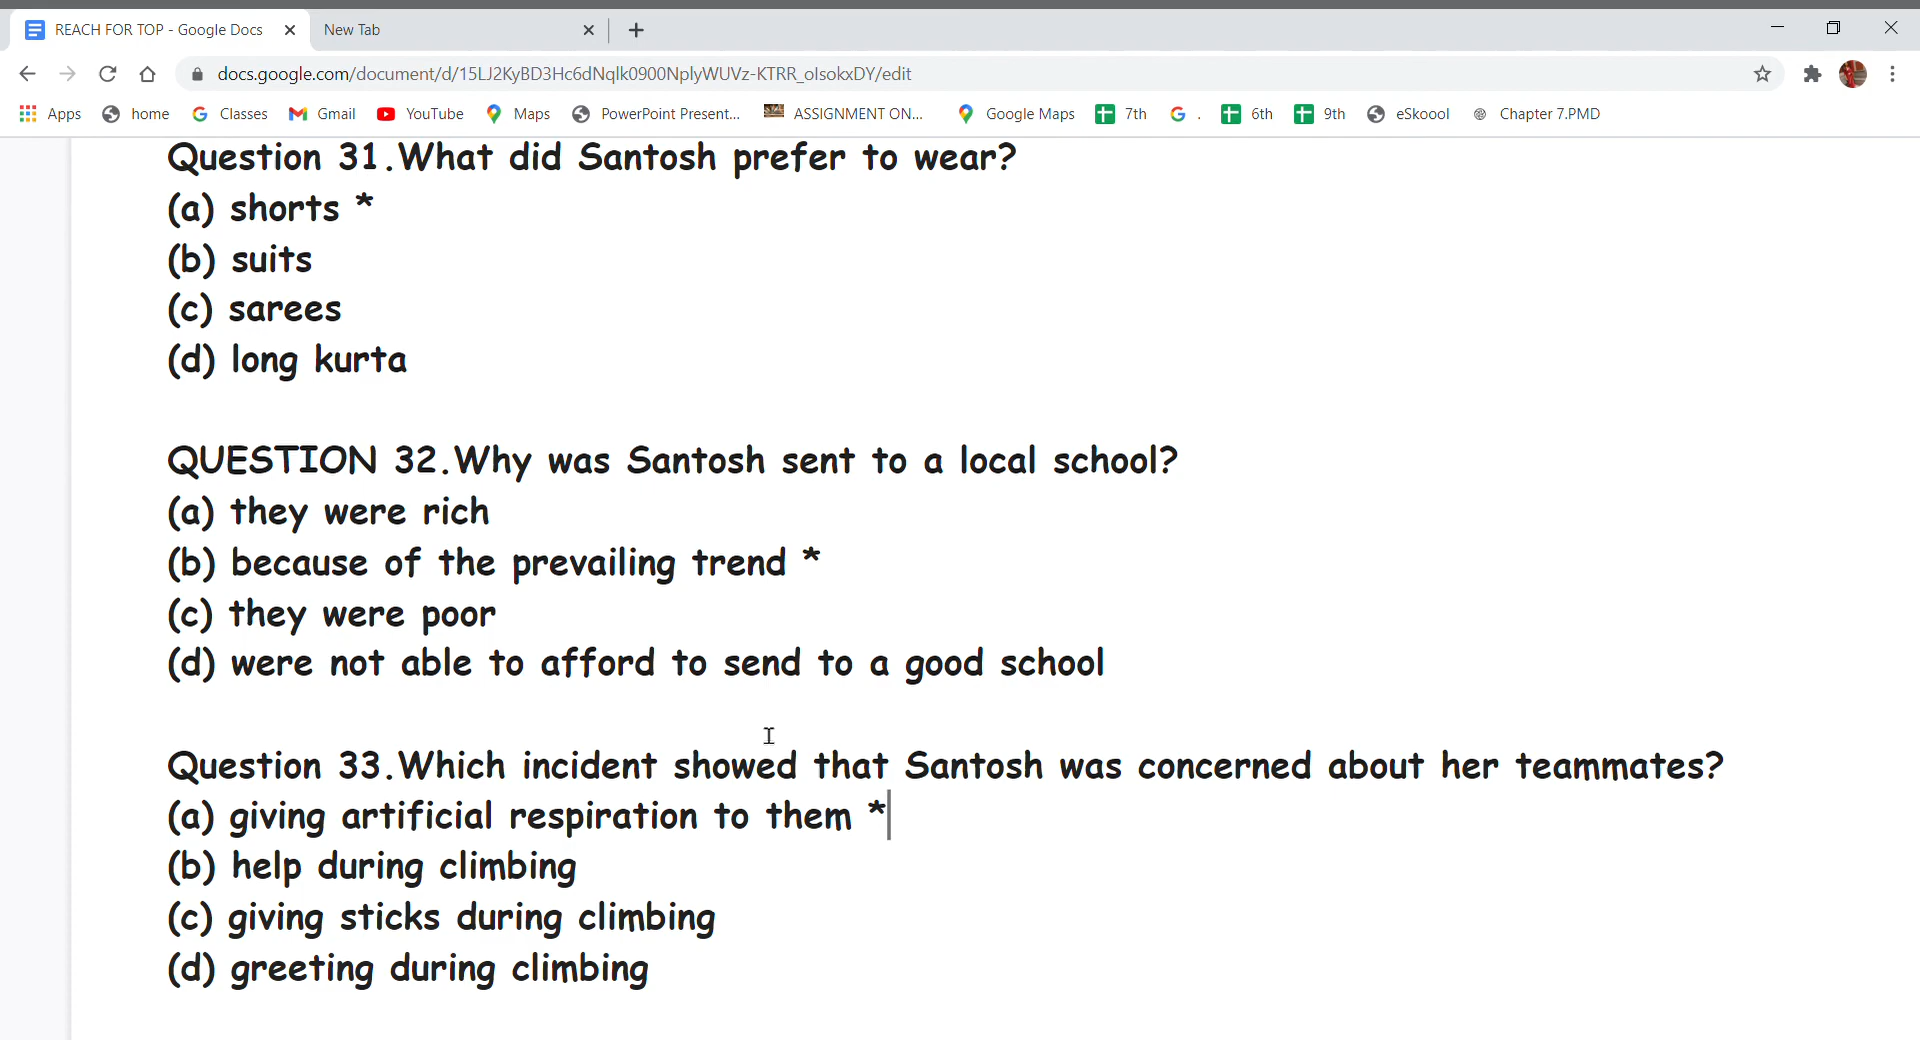 REACH FOR TOP - Google Docs
New Tab
docs.google.com/document/d/15LJ2KyBD3Hc6dNqlk0900NplyWUVz-KTRR_olsokxDY/edit
Apps home Classes Gmail YouTube Maps PowerPoint Present... ASSIGNMENT ON... Google Maps 7th . 6th 9th eSkoool Chapter 7.PMD
Question 31.What did Santosh prefer to wear?
(a) shorts *
(b) suits
(c) sarees
(d) long kurta
QUESTION 32.Why was Santosh sent to a local school?
(a) they were rich
(b) because of the prevailing trend *
(c) they were poor
(d) were not able to afford to send to a good school
Question 33.Which incident showed that Santosh was concerned about her teammates?
(a) giving artificial respiration to them *
(b) help during climbing
(c) giving sticks during climbing
(d) greeting during climbing